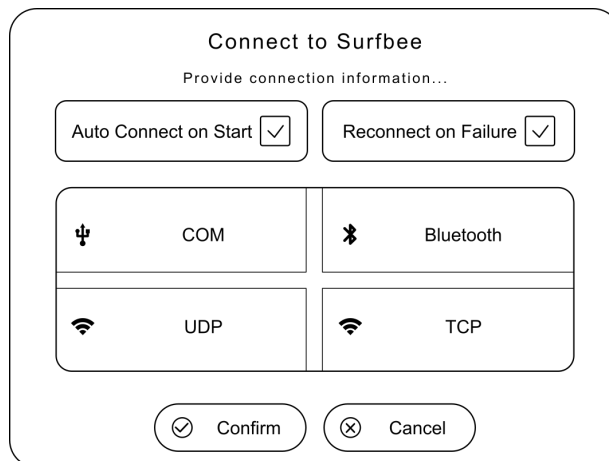 Connect to Surfbee
Provide connection information...
Auto Connect on Start
Reconnect on Failure
COM
Bluetooth
UDP
TCP
Confirm
Cancel